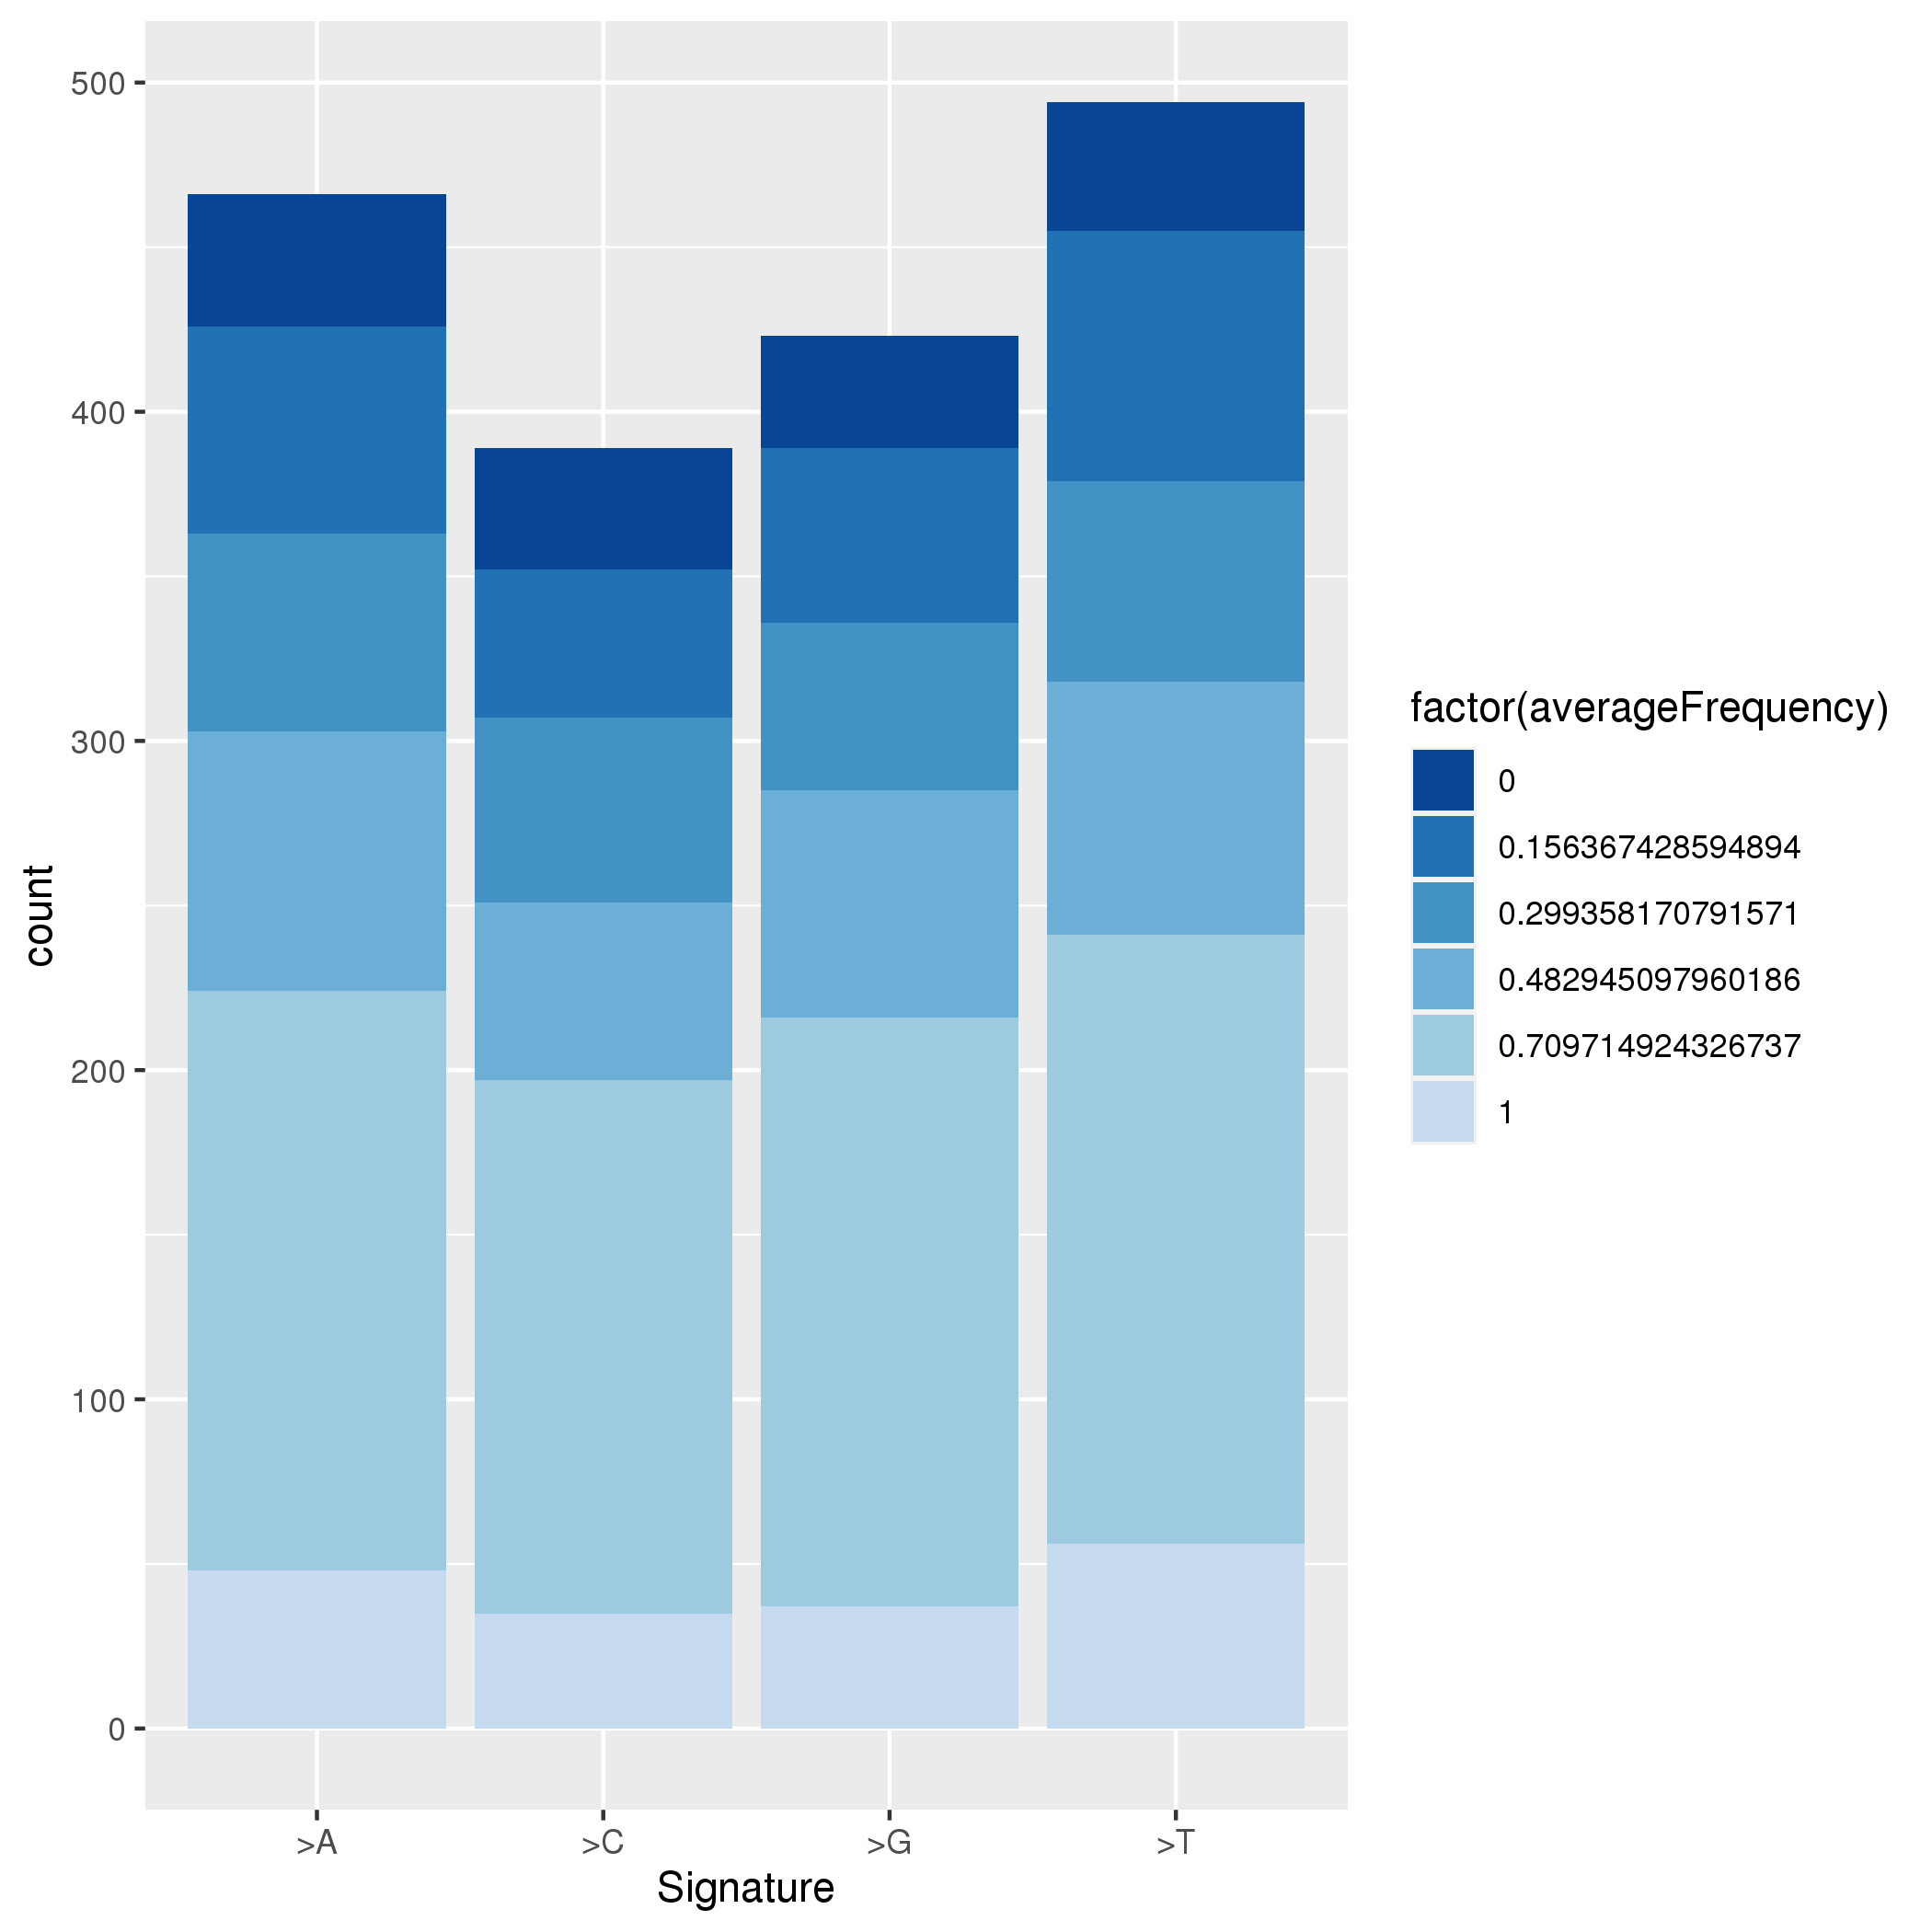 500
400
300
200
100
0
count
>A
>C
>G
>T
Signature
factor(averageFrequency)
0
0.156367428594894
0.299358170791571
0.482945097960186
0.709714924326737
1